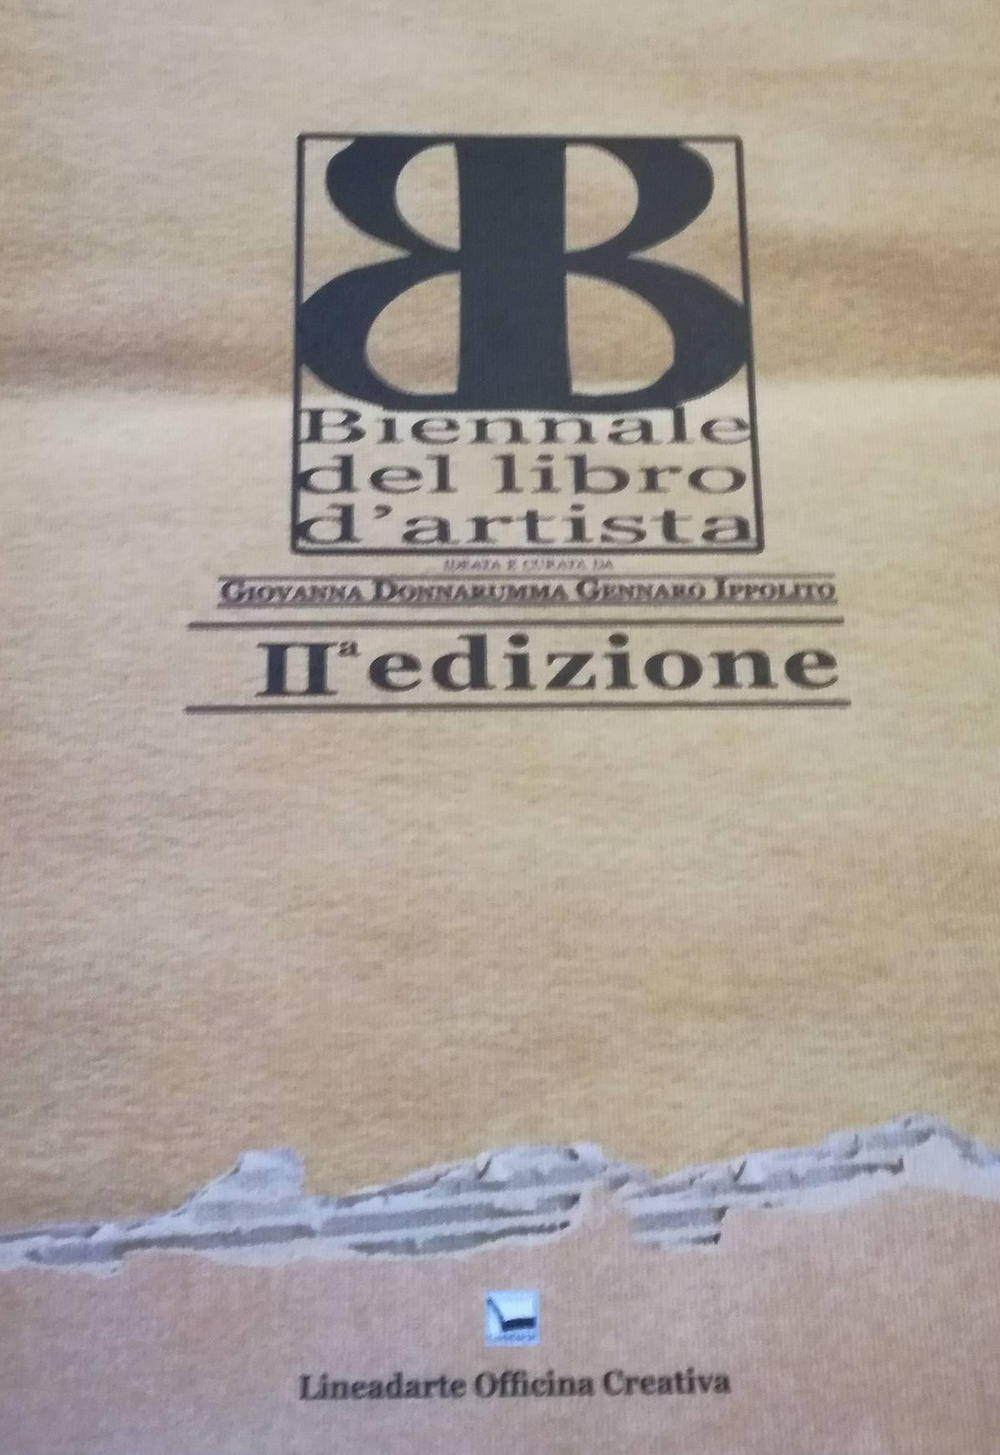 Biennale
del libro
d'artista
IDEATA E CURATA DA
GIOVANNA DONNARUMMA GENNARO IPPOLITO
IIª edizione
Lineadarte Officina Creativa